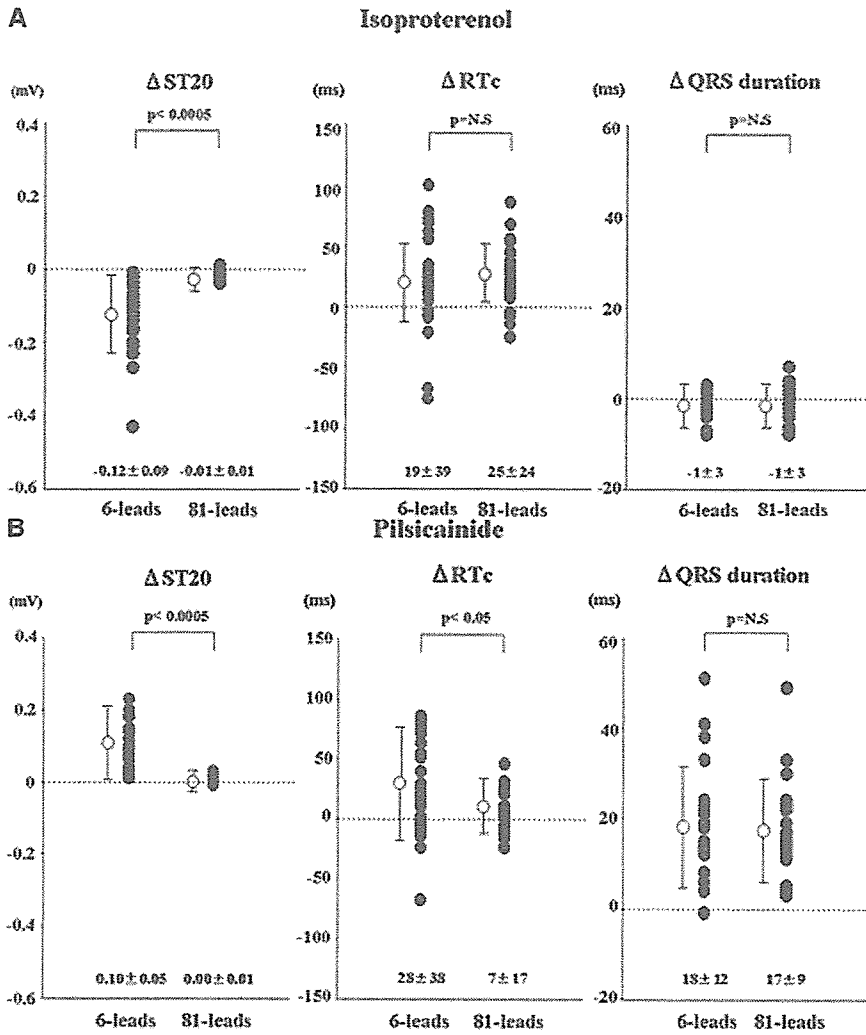 A
Isoproterenol
Δ ST20
Δ RTc
Δ QRS duration
(mV)
(ms)
(ms)
p< 0.0005
p=N.S
p=N.S
0.4
0.2
0
-0.2
-0.4
-0.6
150
100
50
0
-50
-100
-150
60
40
20
0
-20
-0.12±0.09
-0.01±0.01
19±39
25±24
-1±3
-1±3
6-leads
81-leads
6-leads
81-leads
6-leads
81-leads
B
Pilsicainide
Δ ST20
Δ RTc
Δ QRS duration
(mV)
(ms)
(ms)
p< 0.0005
p< 0.05
p=N.S
0.4
0.2
0
-0.2
-0.4
-0.6
150
100
50
0
-50
-100
-150
60
40
20
0
-20
0.10±0.05
0.00±0.01
28±38
7±17
18±12
17±9
6-leads
81-leads
6-leads
81-leads
6-leads
81-leads